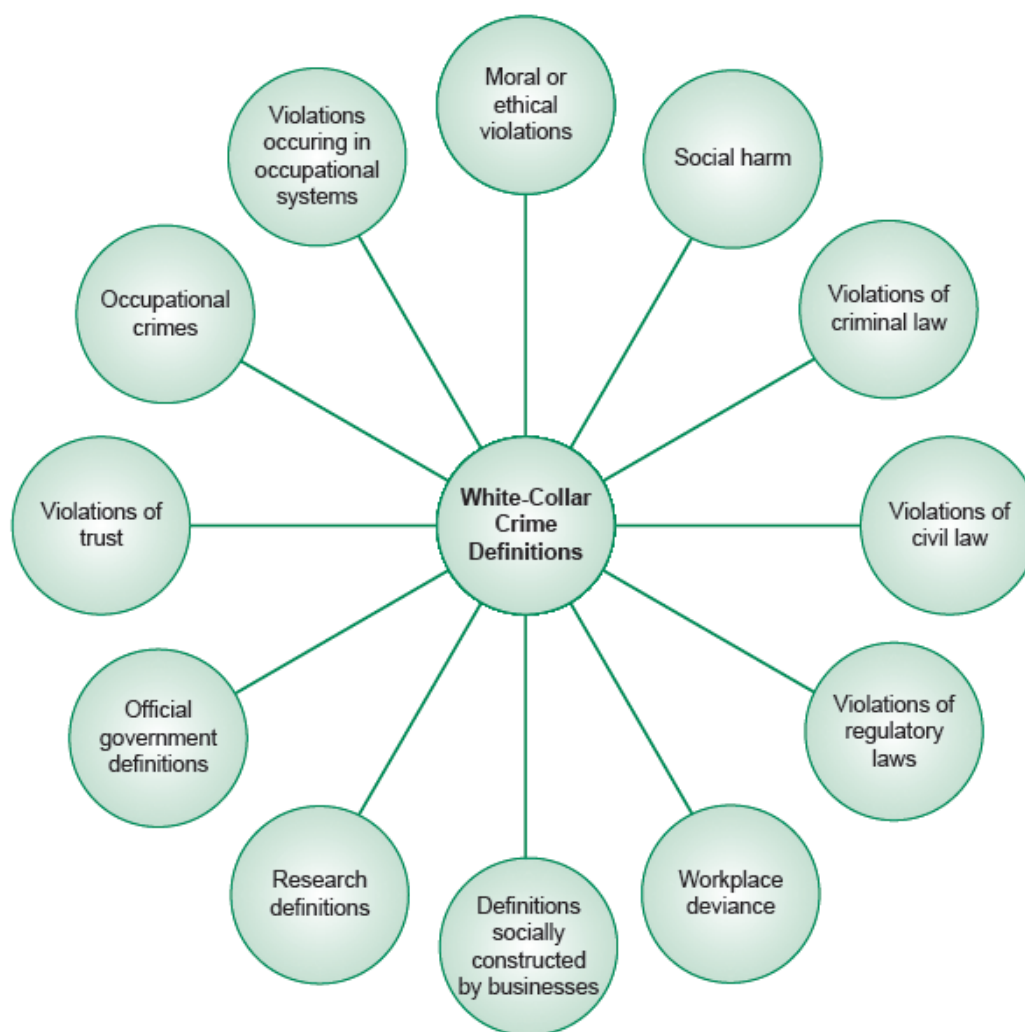 Moral or
ethical
violations
Social harm
Violations of
criminal law
Violations of
civil law
Violations of
regulatory
laws
Workplace
deviance
Definitions
socially
constructed
by businesses
Research
definitions
Official
government
definitions
Violations of
trust
Occupational
crimes
Violations
occuring in
occupational
systems
White-Collar
Crime
Definitions